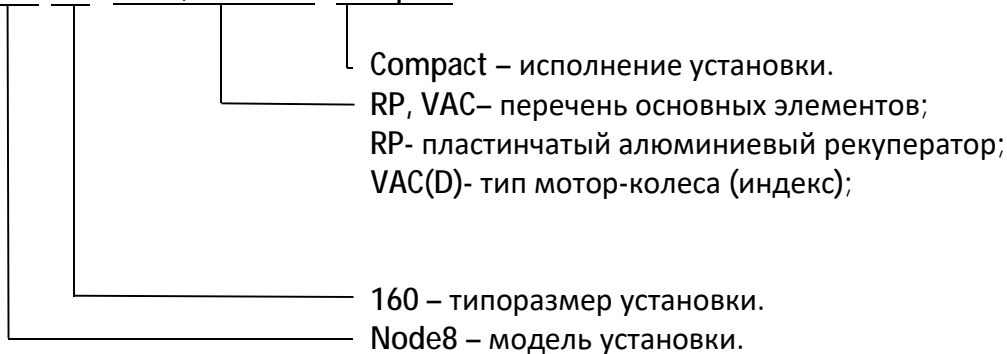 Compact – исполнение установки.
RP, VAC– перечень основных элементов;
RP- пластинчатый алюминиевый рекуператор;
VAC(D)- тип мотор-колеса (индекс);
160 – типоразмер установки.
Node8 – модель установки.